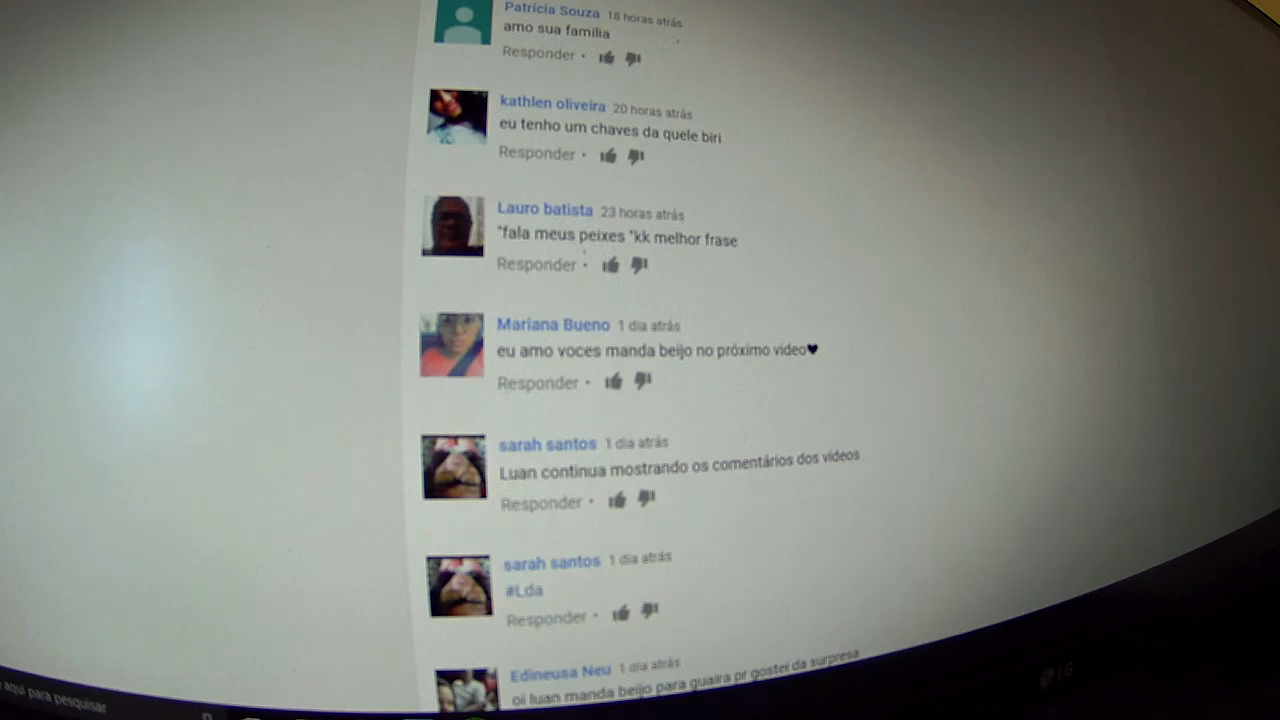 Patrícia Souza 18 horas atrás
amo sua familia
Responder •
kathlen oliveira 20 horas atrás
eu tenho um chaves da quele biri
Responder •
Lauro batista 23 horas atrás
"fala meus peixes "kk melhor frase
Responder •
Mariana Bueno 1 dia atrás
eu amo voces manda beijo no próximo video♥
Responder •
sarah santos 1 dia atrás
Luan continua mostrando os comentários dos videos
Responder •
sarah santos 1 dia atrás
#Lda
Responder •
Edineusa Neu 1 dia atrás
oi luan manda beijo para guaira pr gostei da surpresa
aqui para pesquisar
LG